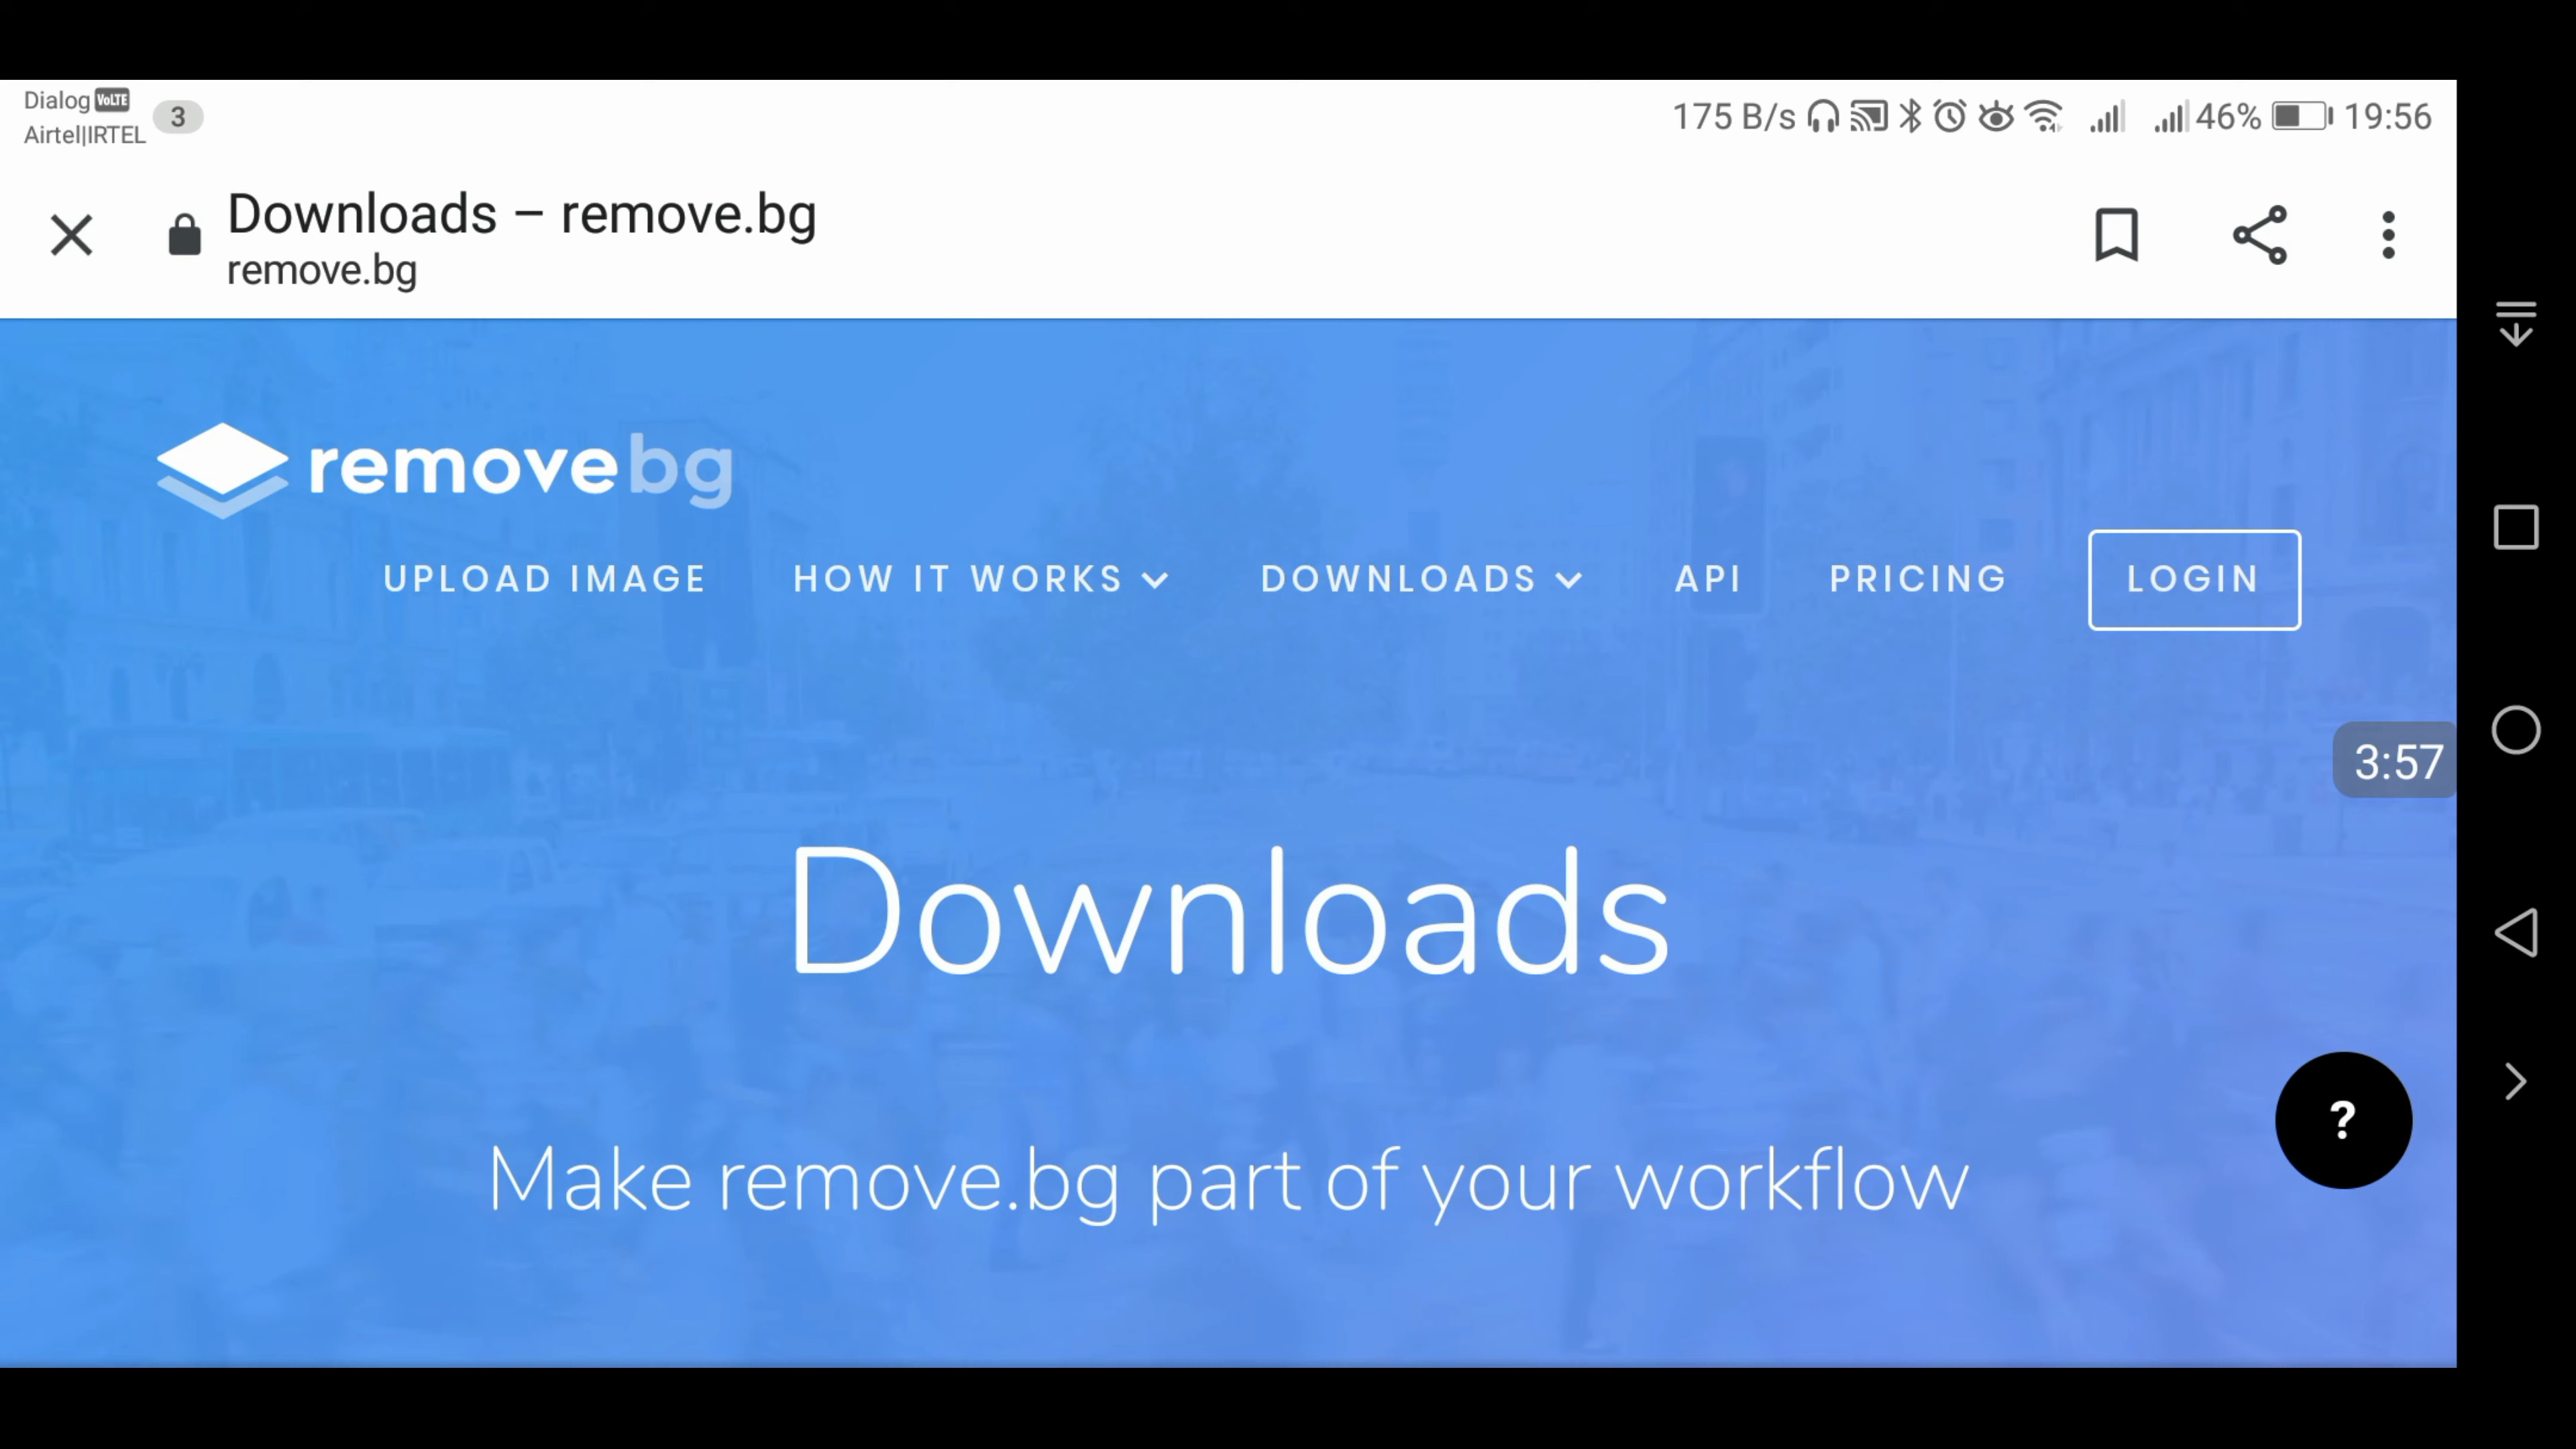 Dialog VoLTE
Airtel|IRTEL
3
175 B/s
46%
19:56
Downloads – remove.bg
remove.bg
removebg
UPLOAD IMAGE HOW IT WORKS DOWNLOADS API PRICING LOGIN
3:57
Downloads
?
Make remove.bg part of your workflow